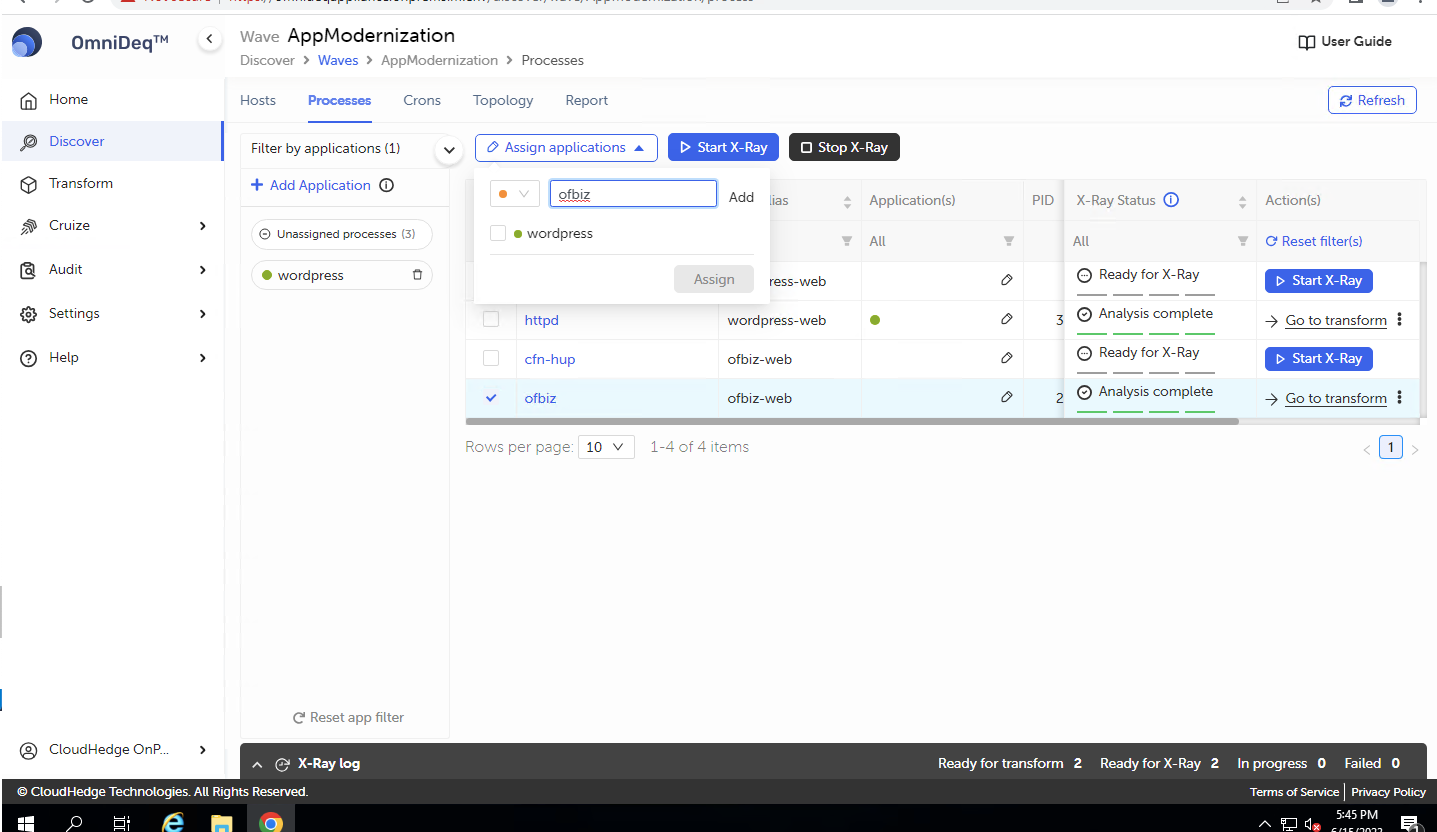 OmniDeq™
Wave AppModernization
User Guide
Discover > Waves > AppModernization > Processes
Home
Discover
Transform
Cruize
Audit
Settings
Help
CloudHedge OnP...
Hosts Processes Crons Topology Report
Refresh
Filter by applications (1)
Add Application
Unassigned processes (3)
wordpress
Reset app filter
Assign applications Start X-Ray Stop X-Ray
ofbiz Add
wordpress
Assign
lias Application(s) PID X-Ray Status Action(s)
All All Reset filter(s)
ress-web Ready for X-Ray Start X-Ray
httpd wordpress-web 3 Analysis complete Go to transform
cfn-hup ofbiz-web Ready for X-Ray Start X-Ray
ofbiz ofbiz-web 2 Analysis complete Go to transform
Rows per page: 10 1-4 of 4 items
< 1 >
X-Ray log Ready for transform 2 Ready for X-Ray 2 In progress 0 Failed 0
© CloudHedge Technologies. All Rights Reserved. Terms of Service Privacy Policy
5:45 PM